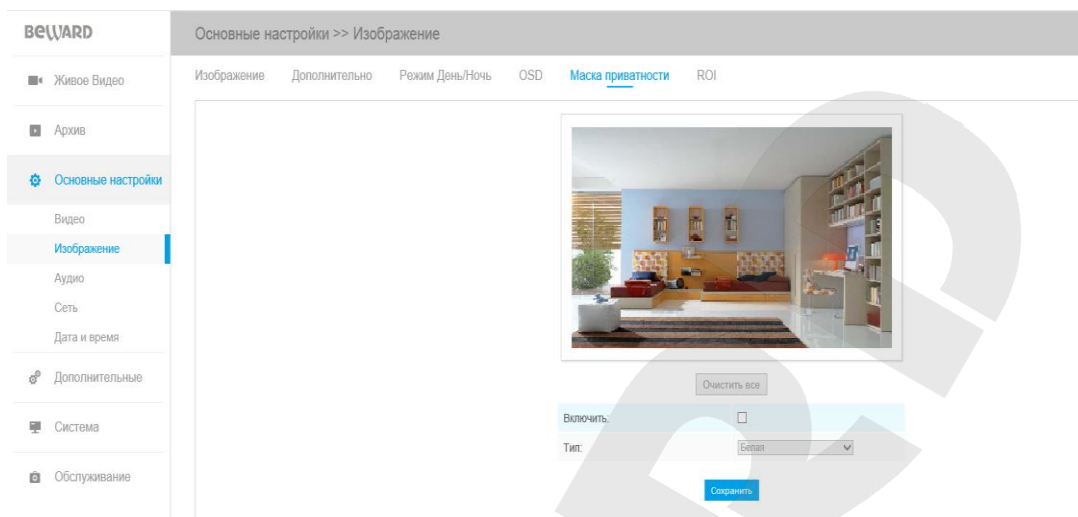 BEWARD
Основные настройки >> Изображение
Живое Видео
Архив
Основные настройки
Видео
Изображение
Аудио
Сеть
Дата и время
Дополнительные
Система
Обслуживание
Изображение Дополнительно Режим День/Ночь OSD Маска приватности ROI
Очистить все
Включить:
Тип: Белая
Сохранить